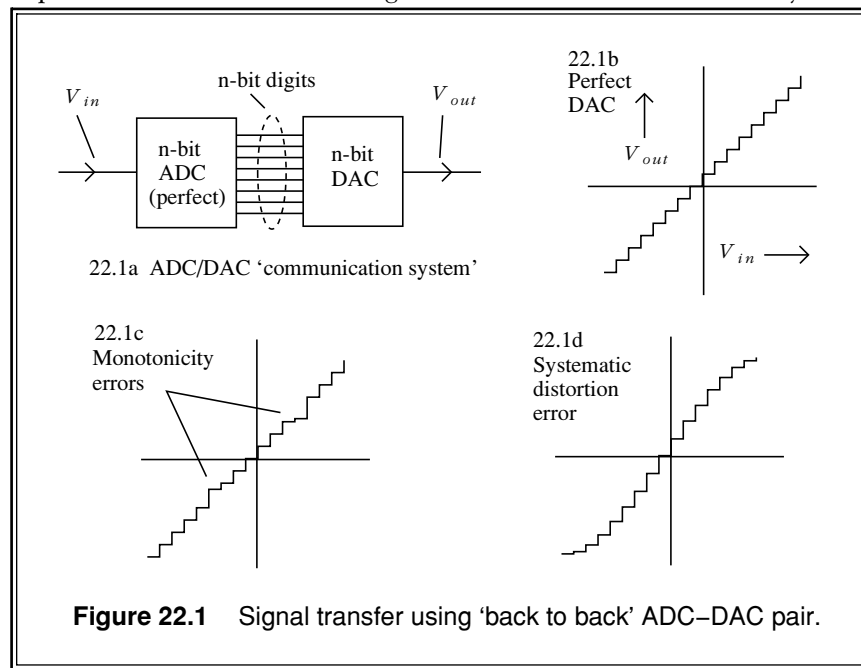 V in
n-bit digits
V out
n-bit
ADC
(perfect)
n-bit
DAC
22.1a ADC/DAC ‘communication system’
22.1b
Perfect
DAC
V out
V in
22.1c
Monotonicity
errors
22.1d
Systematic
distortion
error
Figure 22.1 Signal transfer using ‘back to back’ ADC–DAC pair.